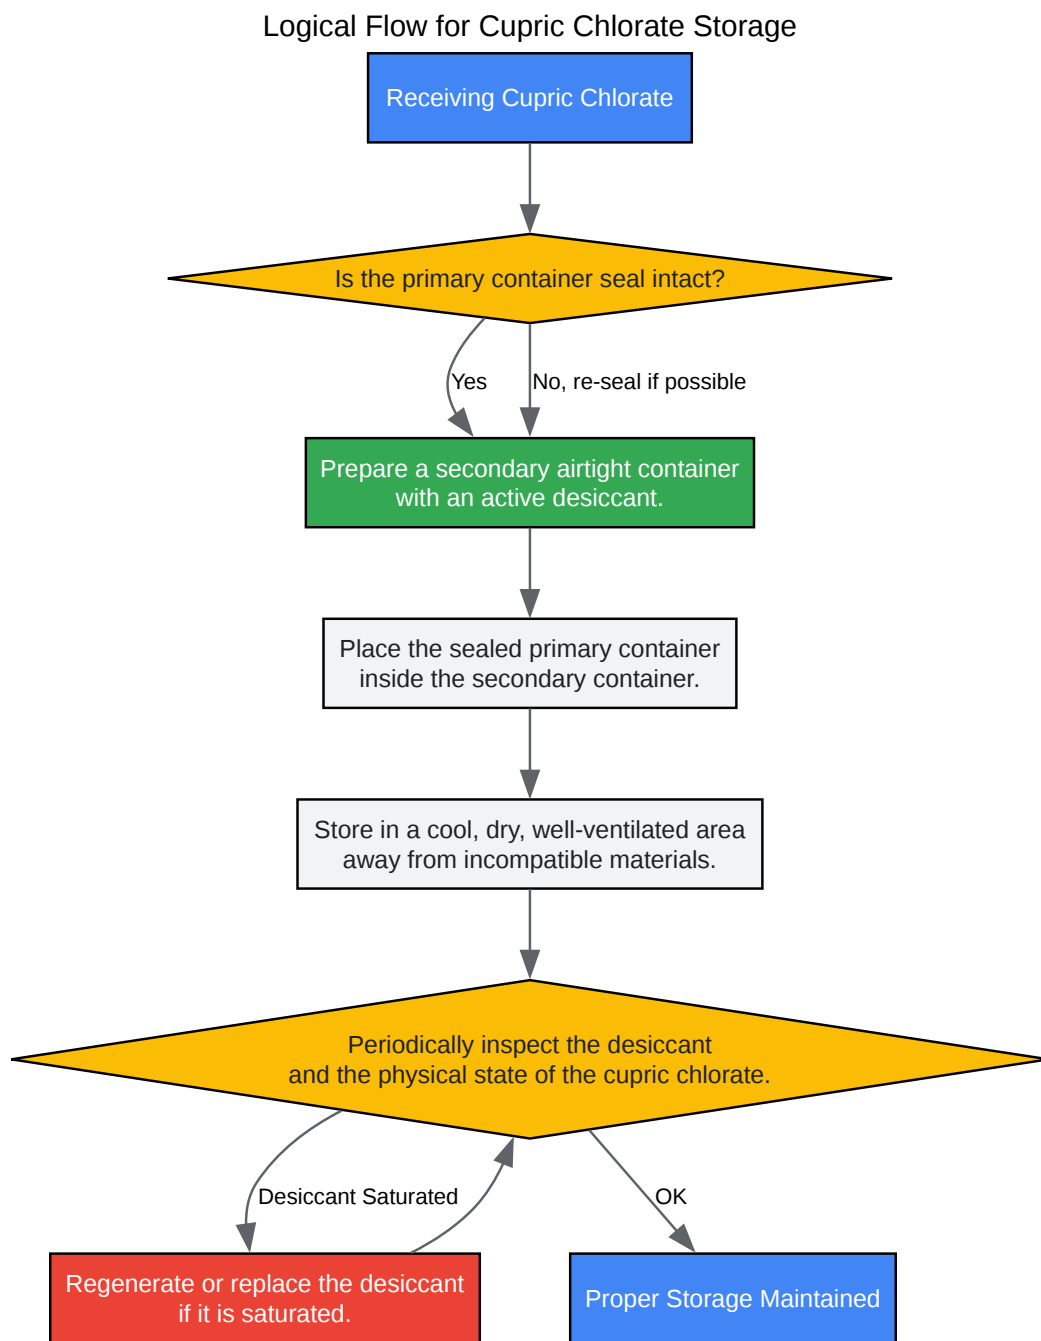 Logical Flow for Cupric Chlorate Storage
Receiving Cupric Chlorate
Is the primary container seal intact?
Yes
No, re-seal if possible
Prepare a secondary airtight container
with an active desiccant.
Place the sealed primary container
inside the secondary container.
Store in a cool, dry, well-ventilated area
away from incompatible materials.
Periodically inspect the desiccant
and the physical state of the cupric chlorate.
Desiccant Saturated
OK
Regenerate or replace the desiccant
if it is saturated.
Proper Storage Maintained